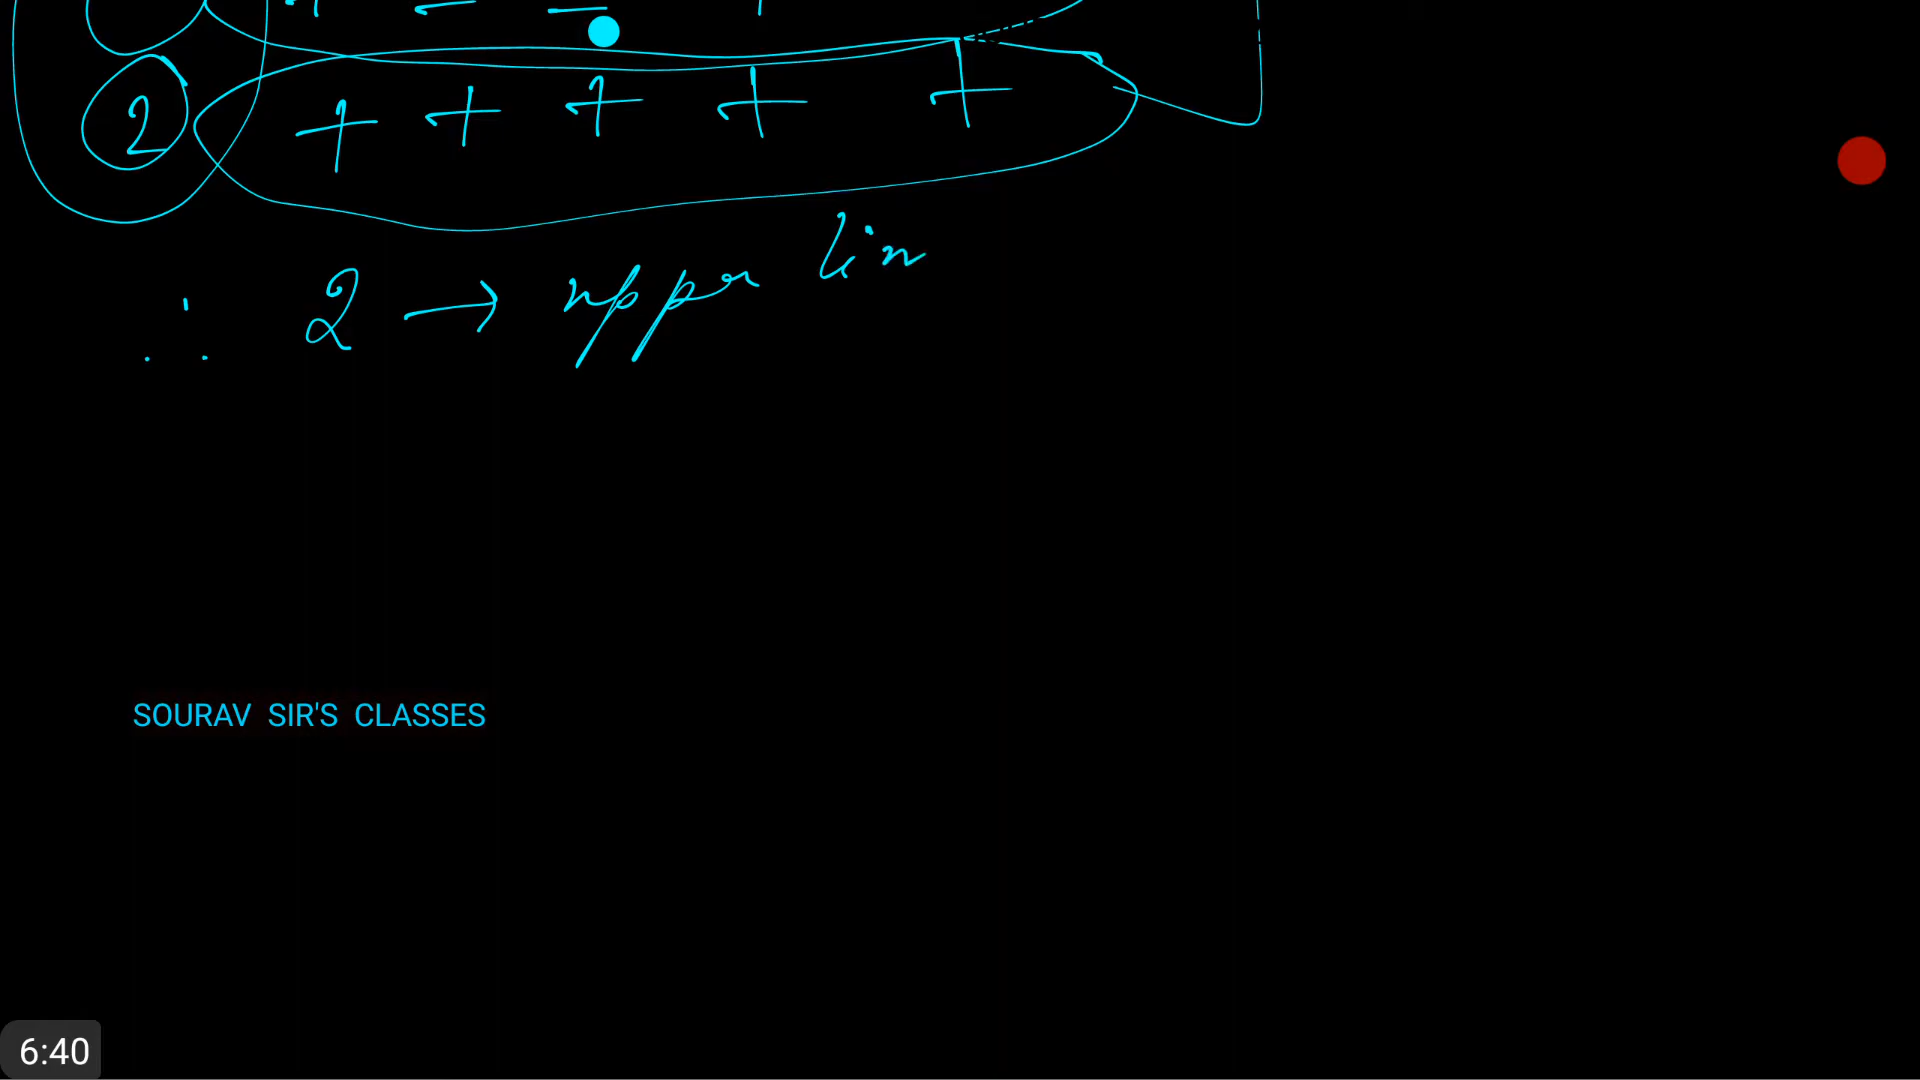 2 + + + + +
∴ 2 → upper lim
SOURAV SIR'S CLASSES
6:40